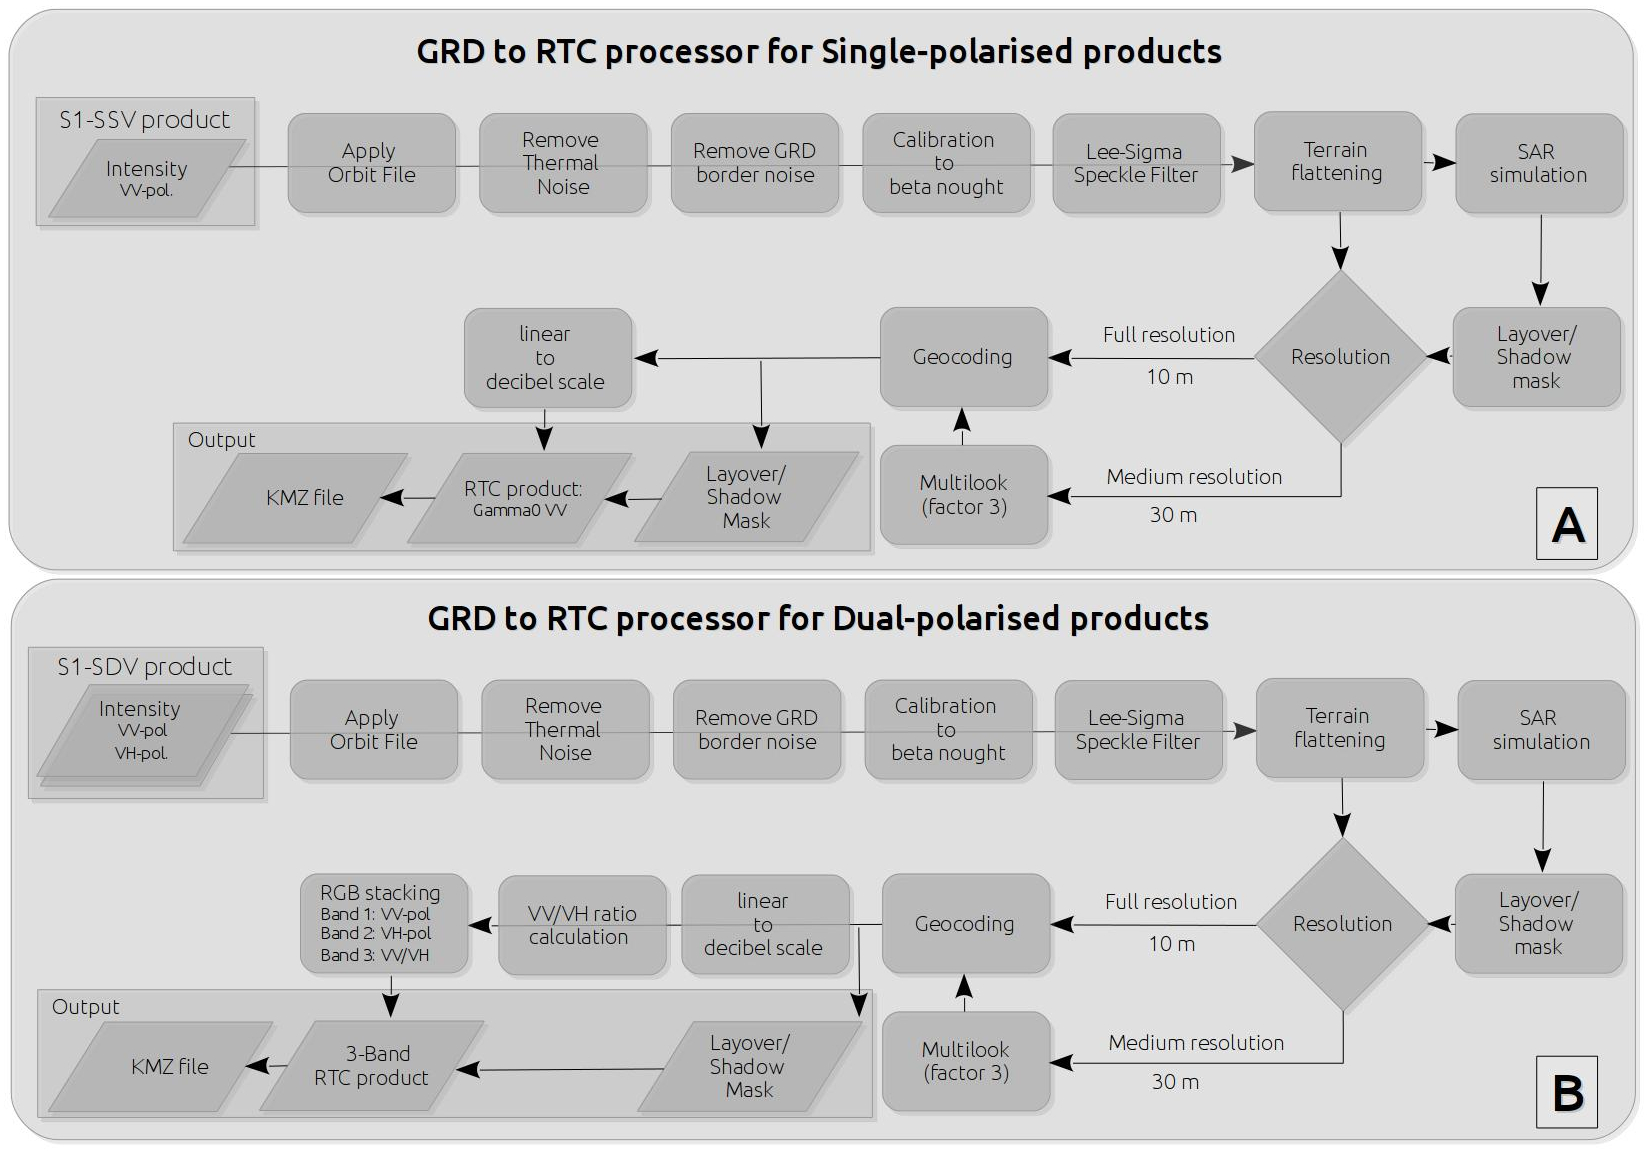 GRD to RTC processor for Single-polarised products
S1-SSV product
Intensity
VV-pol.
Apply
Orbit File
Remove
Thermal
Noise
Remove GRD
border noise
Calibration
to
beta nought
Lee-Sigma
Speckle Filter
Terrain
flattening
SAR
simulation
linear
to
decibel scale
Geocoding
Full resolution
10 m
Resolution
Layover/
Shadow
mask
Output
KMZ file
RTC product:
Gamma0 VV
Layover/
Shadow
Mask
Multilook
(factor 3)
Medium resolution
30 m
A
GRD to RTC processor for Dual-polarised products
S1-SDV product
Intensity
VV-pol
VH-pol.
Apply
Orbit File
Remove
Thermal
Noise
Remove GRD
border noise
Calibration
to
beta nought
Lee-Sigma
Speckle Filter
Terrain
flattening
SAR
simulation
RGB stacking
Band 1: VV-pol
Band 2: VH-pol
Band 3: VV/VH
VV/VH ratio
calculation
linear
to
decibel scale
Geocoding
Full resolution
10 m
Resolution
Layover/
Shadow
mask
Output
KMZ file
3-Band
RTC product
Layover/
Shadow
Mask
Multilook
(factor 3)
Medium resolution
30 m
B